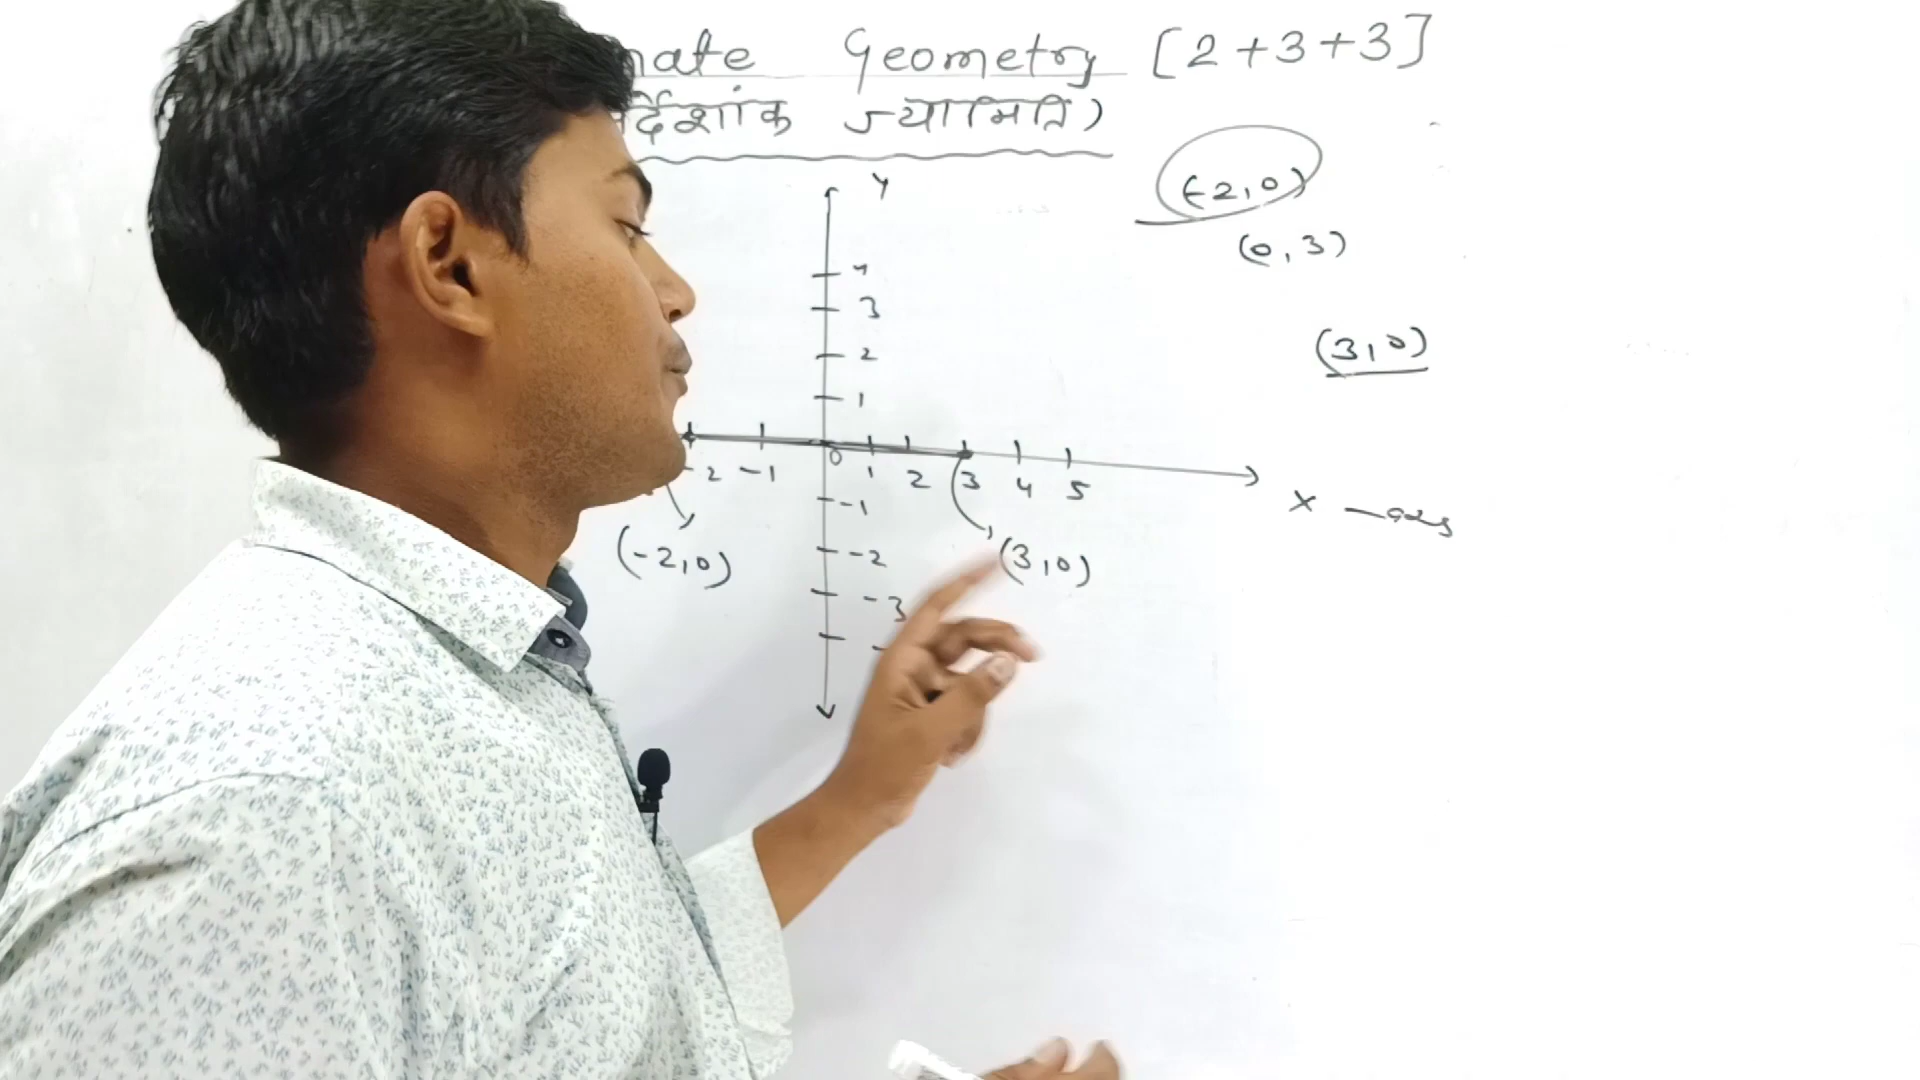 nate Geometry [2+3+3]
र्देशांक ज्यामिति)
Y
(-2,0)
(0,3)
4
3
2
1
(3,0)
-2 -1 0 1 2 3 4 5
X - axis
-1
-2
-3
(-2,0) (3,0)